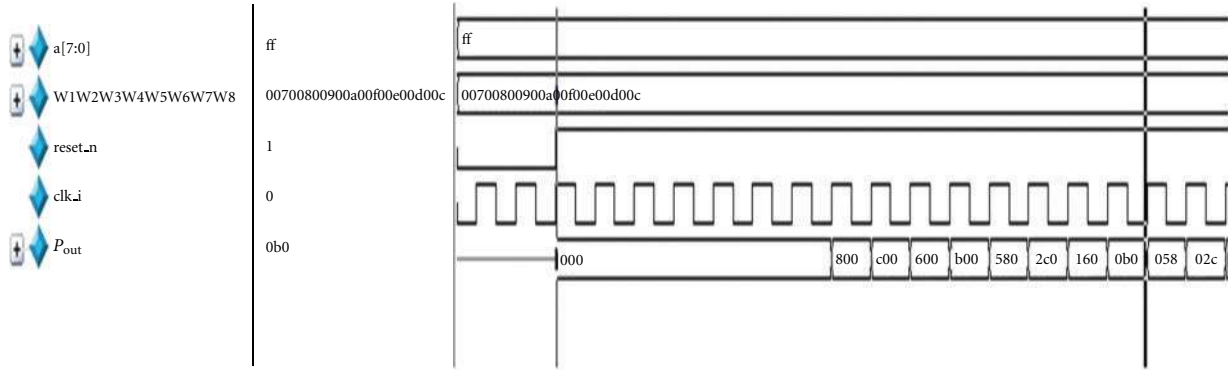 a[7:0] ff ff
W1W2W3W4W5W6W7W8 00700800900a00f00e00d00c 00700800900a00f00e00d00c
reset_n 1
clk_i 0
Pout 0b0 000 800 c00 600 b00 580 2c0 160 0b0 058 02c